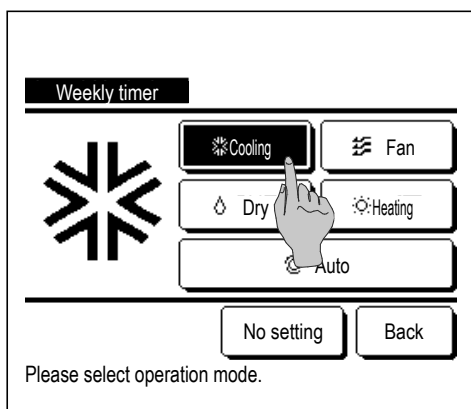 Weekly timer
Cooling Fan
Dry Heating
Auto
No setting Back
Please select operation mode.